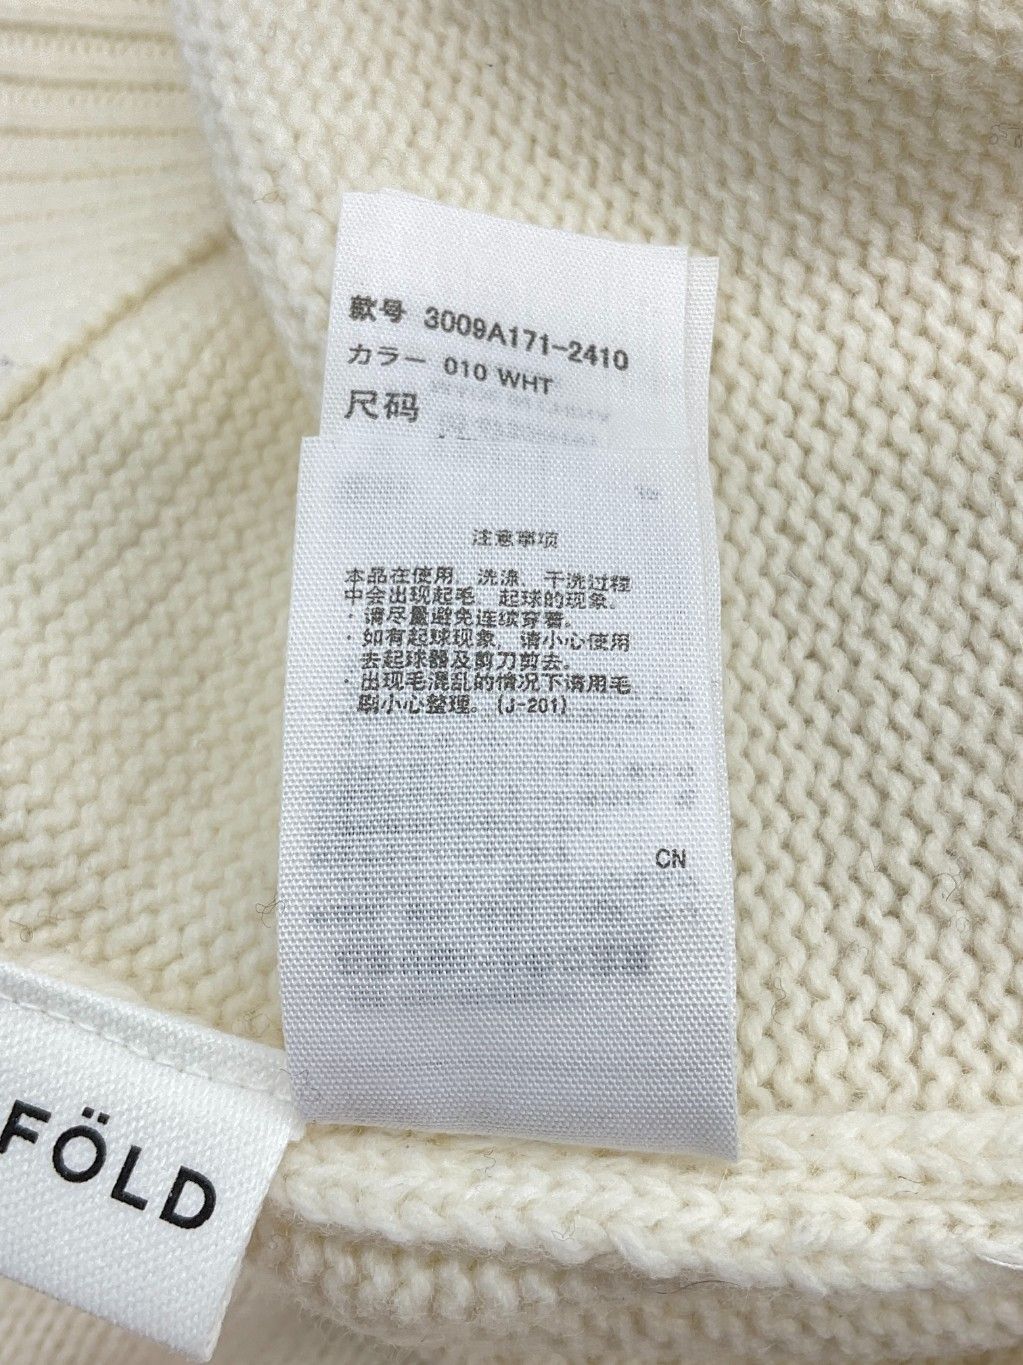 款号 3009A171-2410
カラー 010 WHT
尺码
注意事项
本品在使用、洗涤、干洗过程
中会出现起毛、起球的现象。
・请尽量避免连续穿着。
・如有起球现象，请小心使用
去起球器及剪刀剪去。
・出现毛混乱的情况下请用毛
刷小心整理。(J-201)
CN
FÖLD